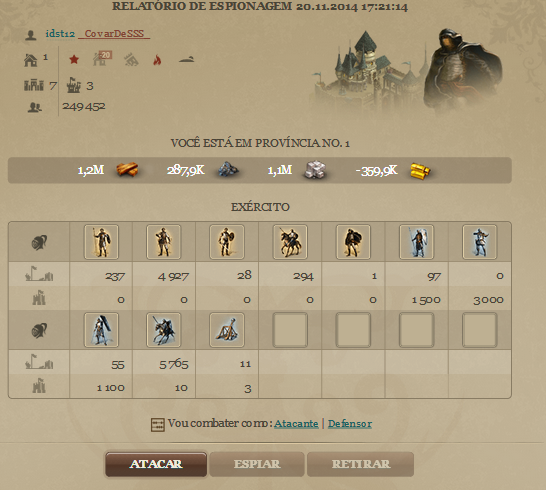 RELATÓRIO DE ESPIONAGEM 20.11.2014 17:21:14
idst12 _CovarDeSSS_
1
7 3
249 452
VOCÊ ESTÁ EM PROVÍNCIA NO. 1
1,2M 287,9K 1,1M -359,9K
EXÉRCITO
237 4 927 28 294 1 97 0
0 0 0 0 0 1 500 3 000
55 5 765 11
1 100 10 3
Vou combater como: Atacante | Defensor
ATACAR ESPIAR RETIRAR